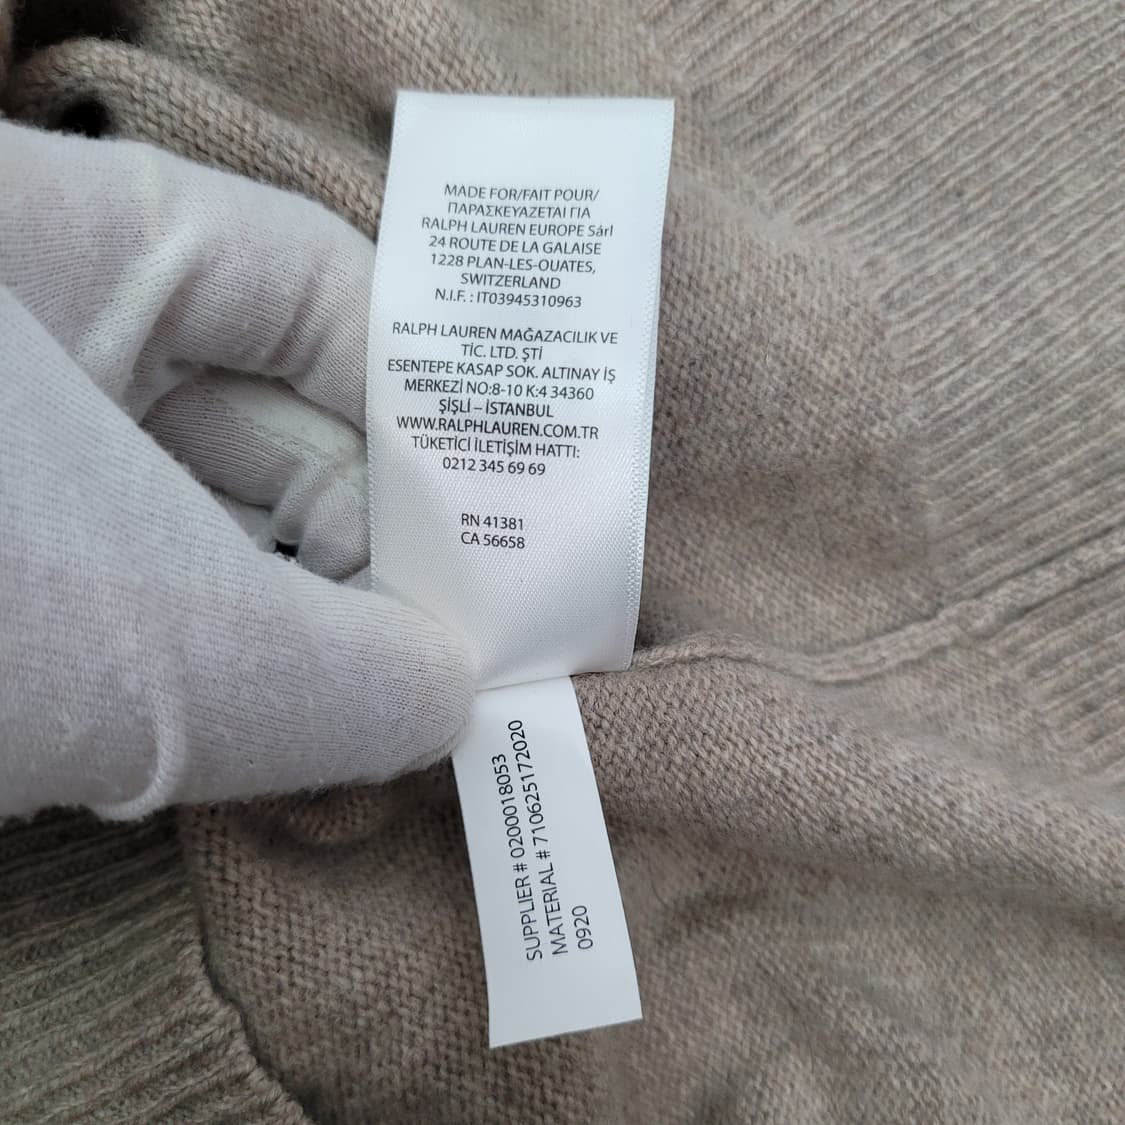 MADE FOR/FAIT POUR/
ΠΑΡΑΣΚΕΥΑΖΕΤΑΙ ΓΙΑ
RALPH LAUREN EUROPE Sárl
24 ROUTE DE LA GALAISE
1228 PLAN-LES-OUATES,
SWITZERLAND
N.I.F. : IT03945310963
RALPH LAUREN MAĞAZACILIK VE
TİC. LTD. ŞTİ
ESENTEPE KASAP SOK. ALTINAY İŞ
MERKEZİ NO:8-10 K:4 34360
ŞİŞLİ – İSTANBUL
WWW.RALPHLAUREN.COM.TR
TÜKETİCİ İLETİŞİM HATTI:
0212 345 69 69
RN 41381
CA 56658
SUPPLIER # 0200018053
MATERIAL # 710625172020
0920